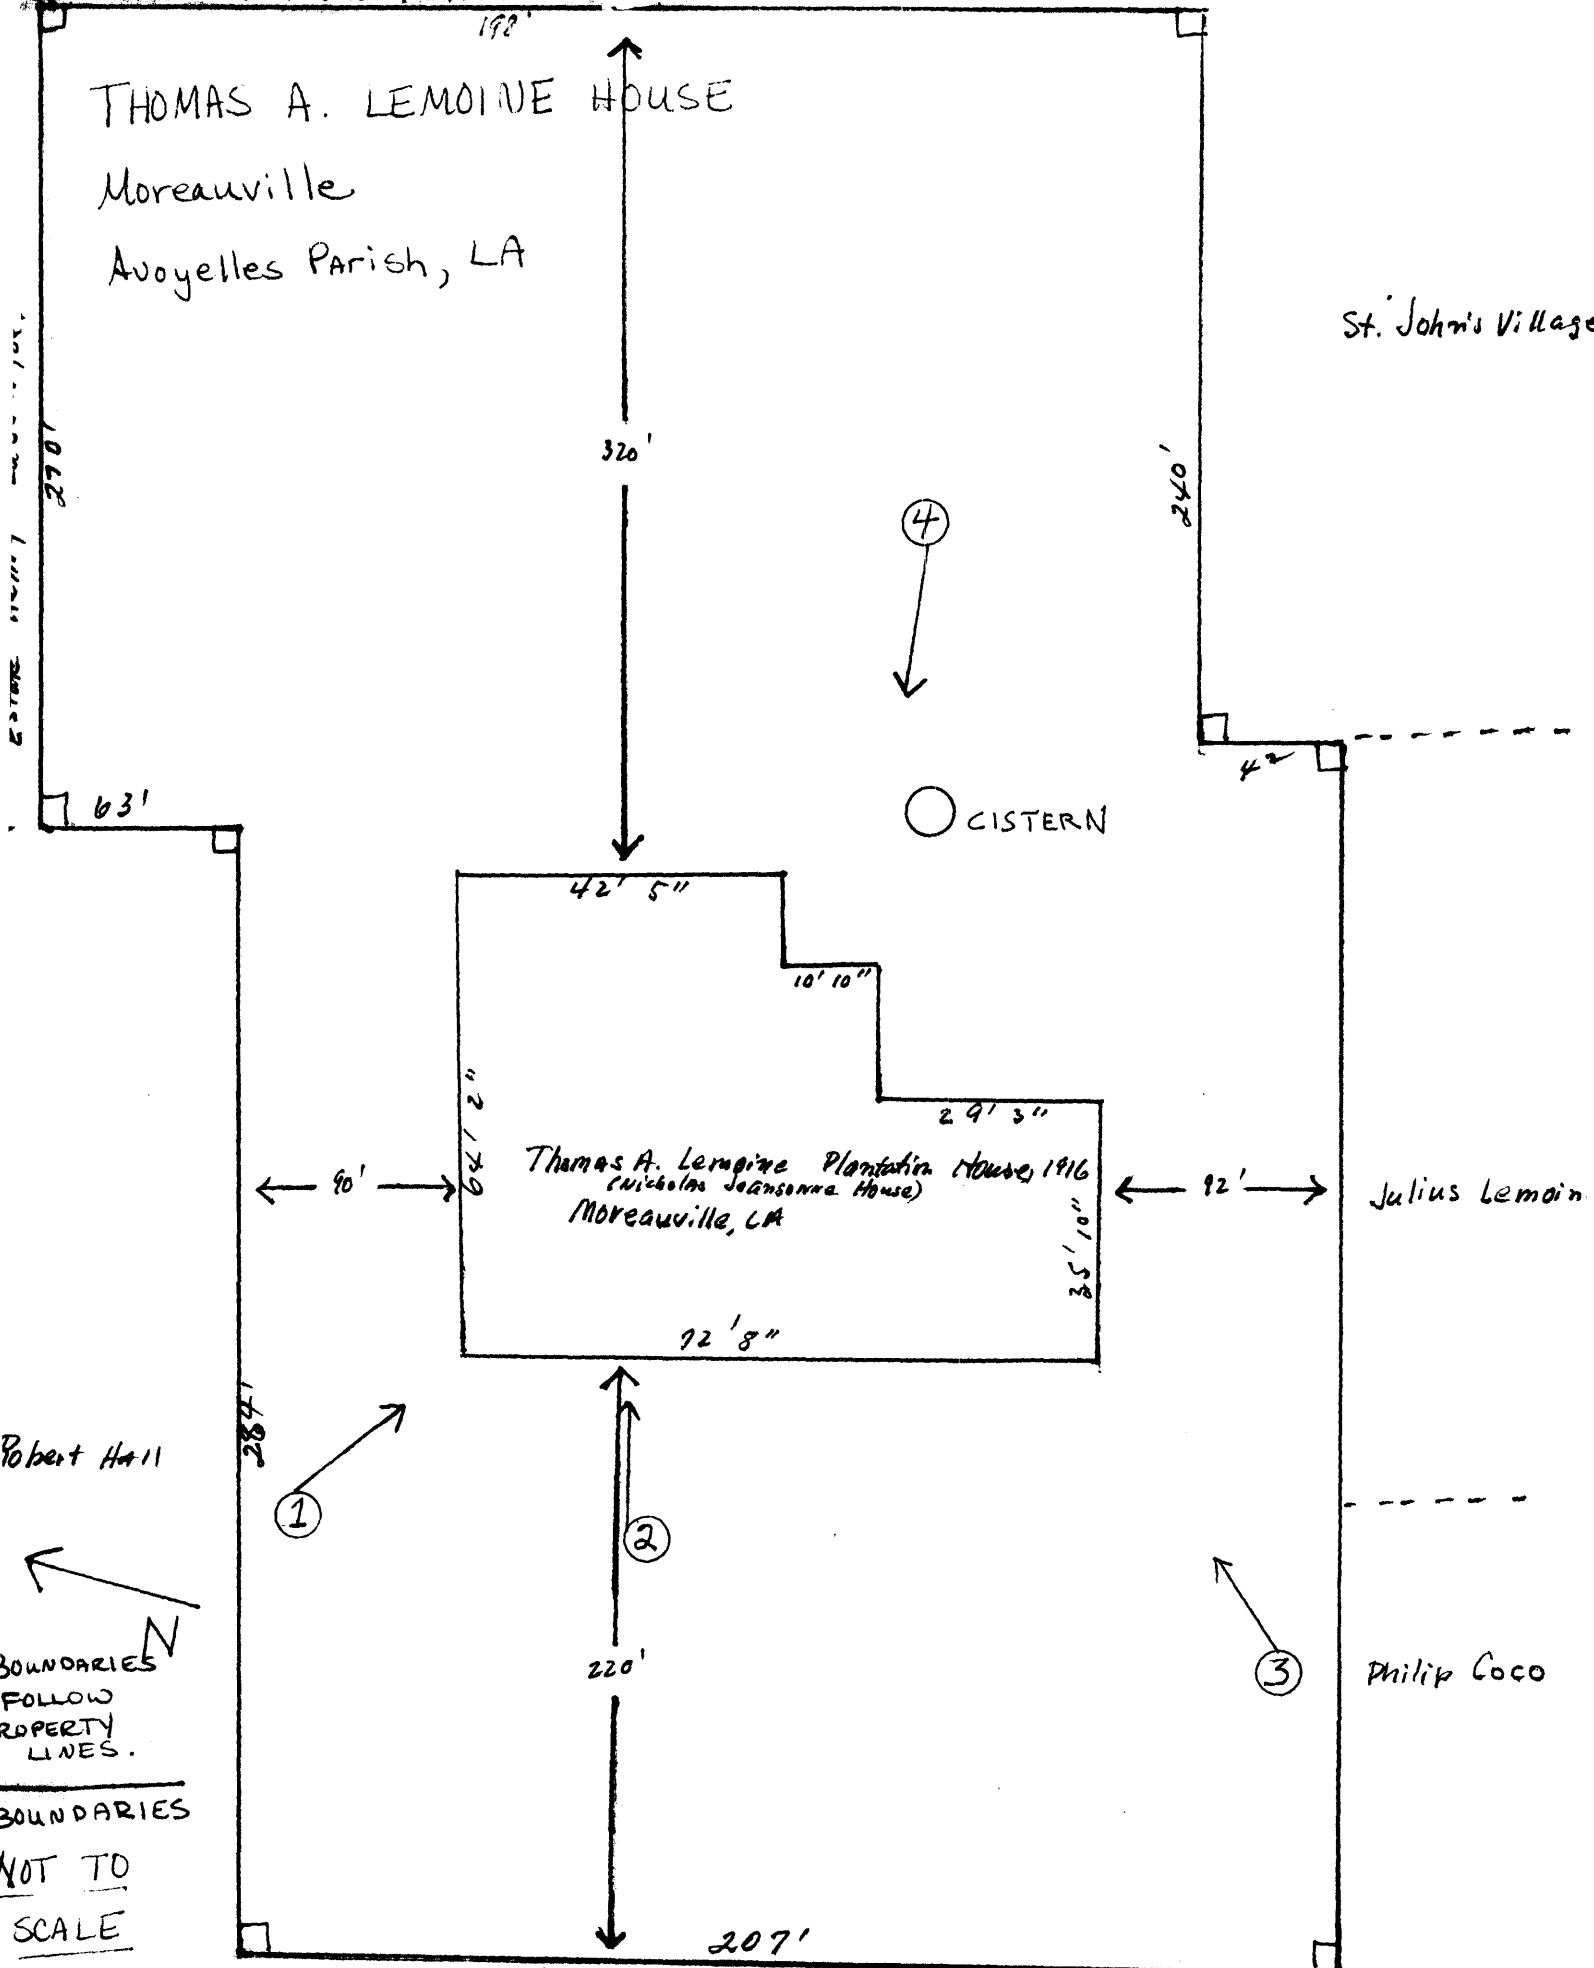 198'
THOMAS A. LEMOINE HOUSE
Moreauville
Avoyelles Parish, LA
St. John's Village
270'
320'
240'
4
42
63'
CISTERN
42' 5"
10' 10"
29' 3"
Thomas A. Lemoine Plantation House, 1916
(Nicholas Jeansonne House)
Moreauville, LA
90'
92'
Julius Lemoin
35' 10"
72' 8"
284'
Robert Hall
1
2
N
220'
3
Philip Coco
BOUNDARIES
FOLLOW
ROPERTY
LINES.
BOUNDARIES
NOT TO
SCALE
207'